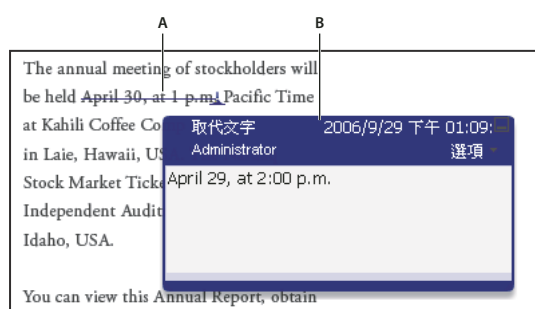 A B
The annual meeting of stockholders will
be held April 30, at 1 p.m. Pacific Time
at Kahili Coffee Co
in Laie, Hawaii, US
Stock Market Ticke
Independent Audit
Idaho, USA.
取代文字 2006/9/29 下午 01:09:
Administrator 選項
April 29, at 2:00 p.m.
You can view this Annual Report, obtain